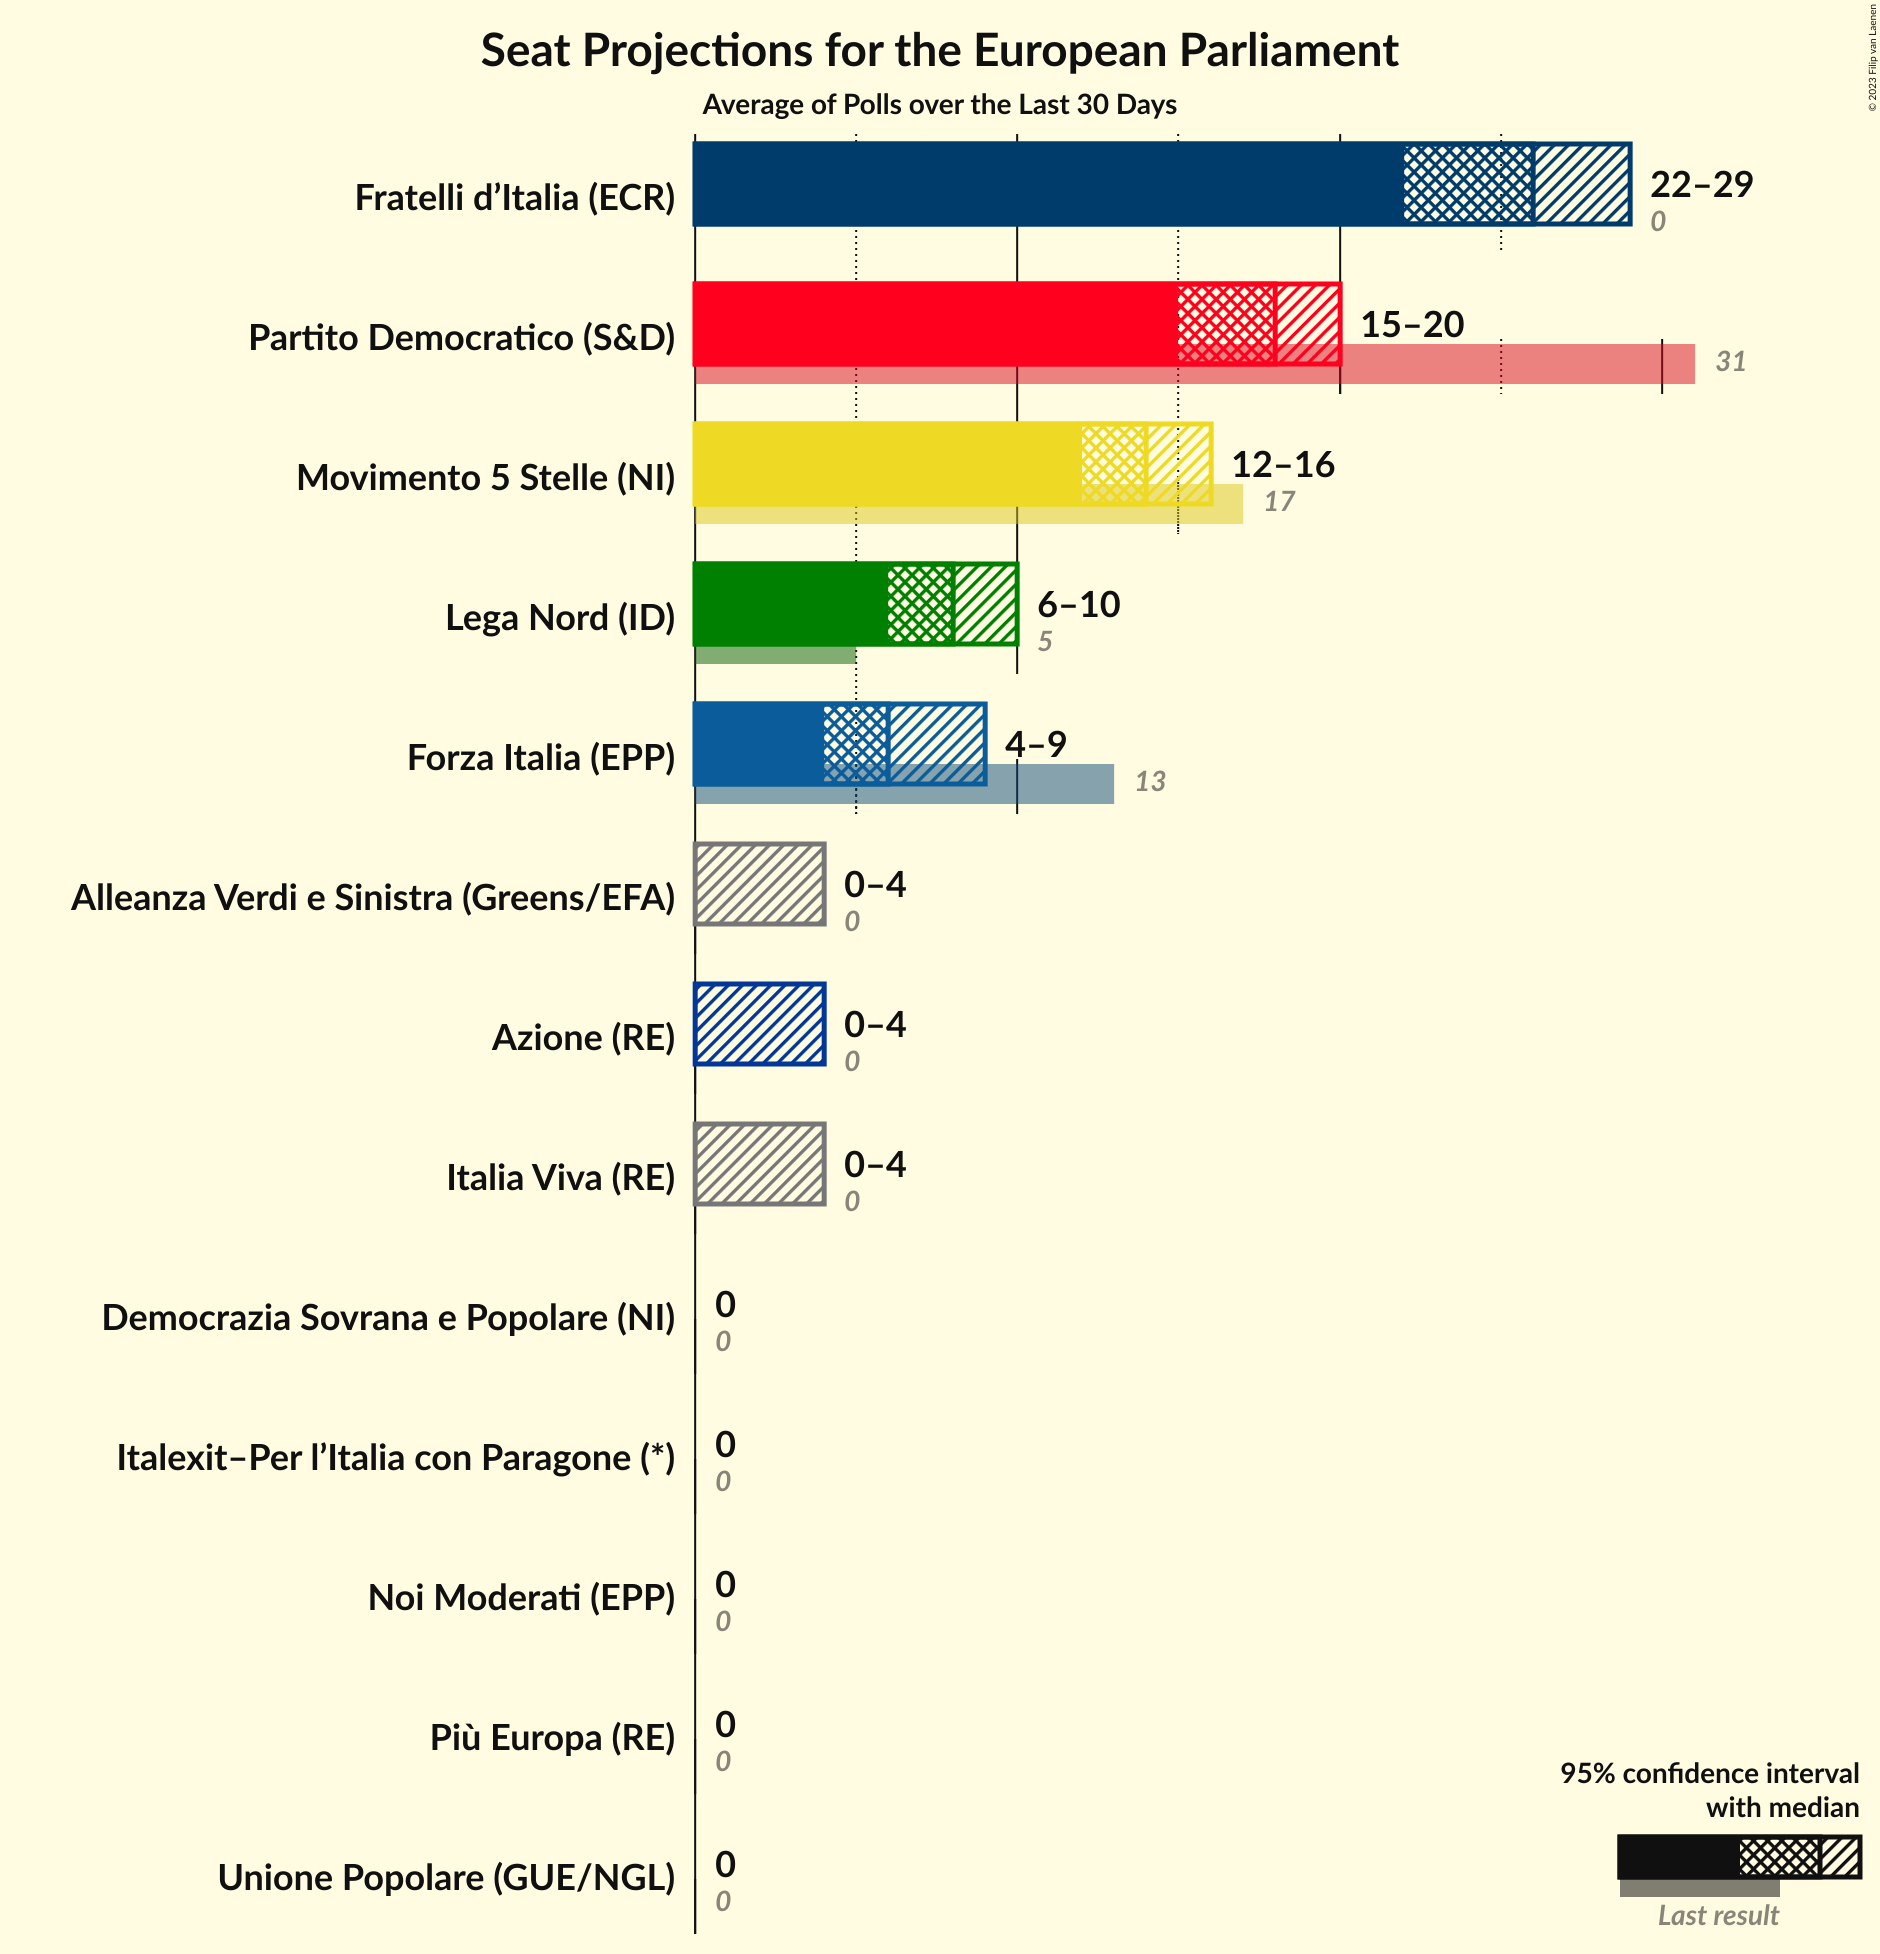 Seat Projections for the European Parliament
Average of Polls over the Last 30 Days
© 2023 Filip van Laenen
Fratelli d’Italia (ECR)
22–29
0
Partito Democratico (S&D)
15–20
31
Movimento 5 Stelle (NI)
12–16
17
Lega Nord (ID)
6–10
5
Forza Italia (EPP)
4–9
13
Alleanza Verdi e Sinistra (Greens/EFA)
0–4
0
Azione (RE)
0–4
0
Italia Viva (RE)
0–4
0
Democrazia Sovrana e Popolare (NI)
0
0
Italexit–Per l’Italia con Paragone (*)
0
0
Noi Moderati (EPP)
0
0
Più Europa (RE)
0
0
Unione Popolare (GUE/NGL)
0
0
95% confidence interval
with median
Last result